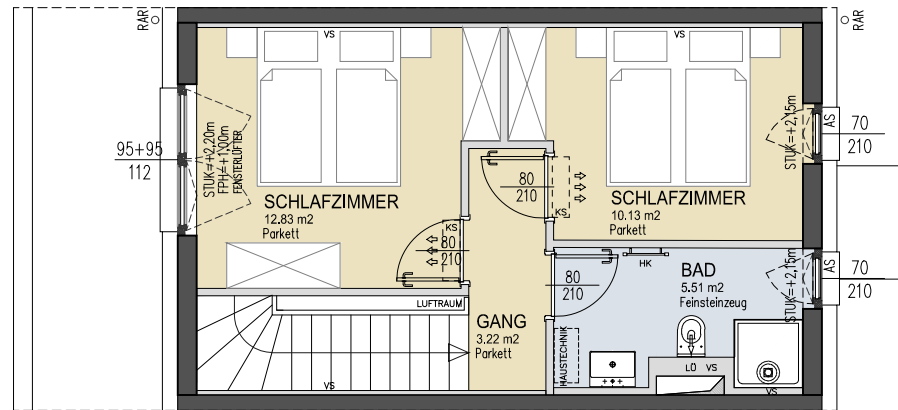 RAR
RAR
VS
VS
STUK=+2,20m
FPH=+1,00m
FENSTERLÜFTER
95+95
112
STUK=+2,15m
AS
70
210
80
210
KS
SCHLAFZIMMER
12.83 m2
Parkett
SCHLAFZIMMER
10.13 m2
Parkett
KS
80
210
HK
BAD
5.51 m2
Feinsteinzeug
80
210
STUK=+2,15m
AS
70
210
LUFTRAUM
GANG
3.22 m2
Parkett
HAUSTECHNIK
LÜ VS
VS
VS